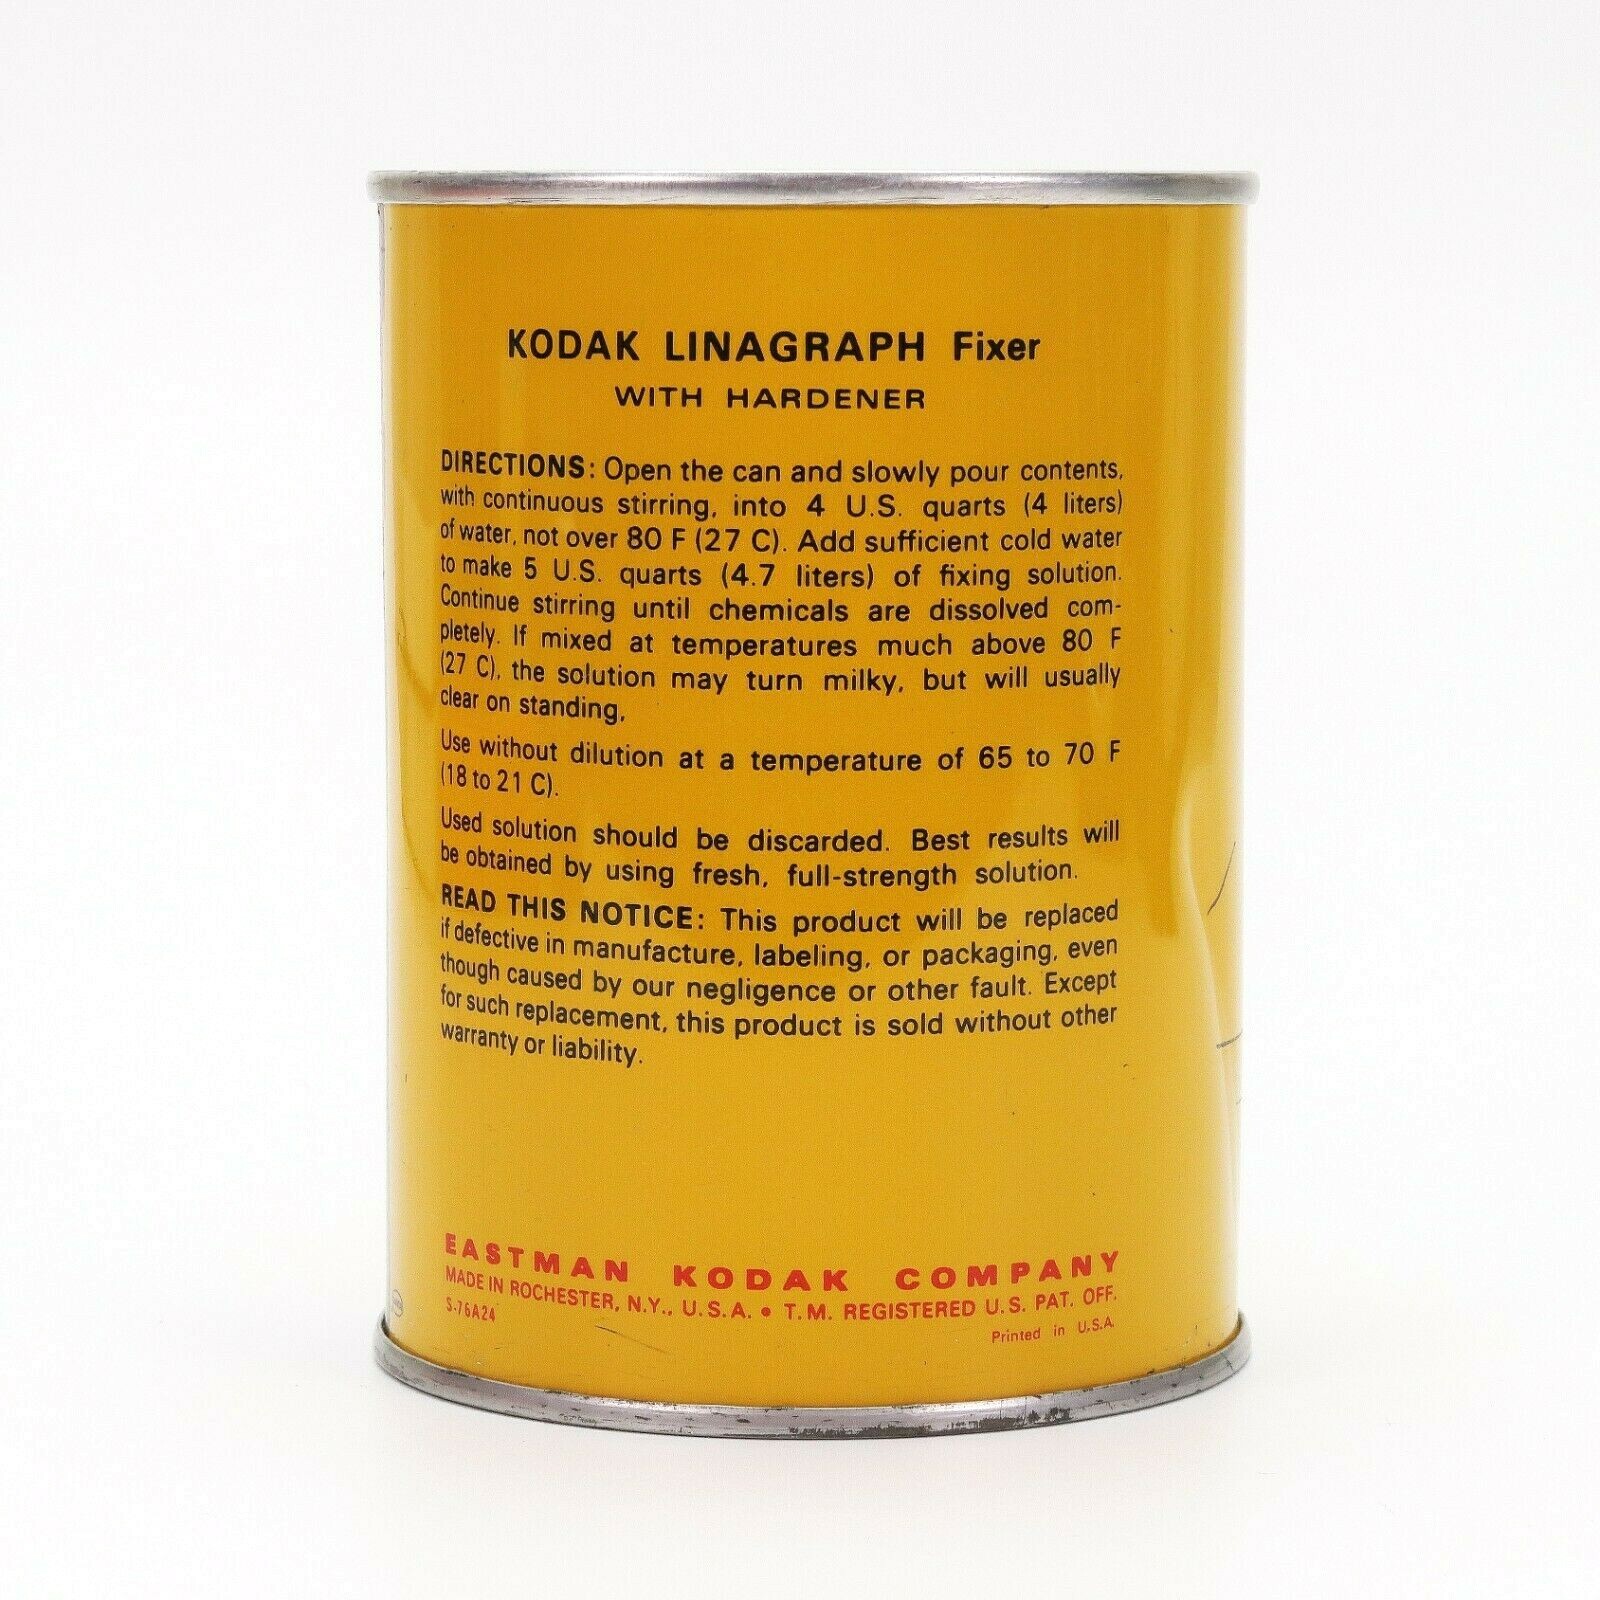 KODAK LINAGRAPH Fixer
WITH HARDENER
DIRECTIONS: Open the can and slowly pour contents,
with continuous stirring, into 4 U.S. quarts (4 liters)
of water, not over 80 F (27 C). Add sufficient cold water
to make 5 U.S. quarts (4.7 liters) of fixing solution.
Continue stirring until chemicals are dissolved com-
pletely. If mixed at temperatures much above 80 F
(27 C), the solution may turn milky, but will usually
clear on standing.
Use without dilution at a temperature of 65 to 70 F
(18 to 21 C).
Used solution should be discarded. Best results will
be obtained by using fresh, full-strength solution.
READ THIS NOTICE: This product will be replaced
if defective in manufacture, labeling, or packaging, even
though caused by our negligence or other fault. Except
for such replacement, this product is sold without other
warranty or liability.
EASTMAN KODAK COMPANY
MADE IN ROCHESTER, N.Y., U.S.A. • T.M. REGISTERED U.S. PAT. OFF.
S-76A24
Printed in U.S.A.